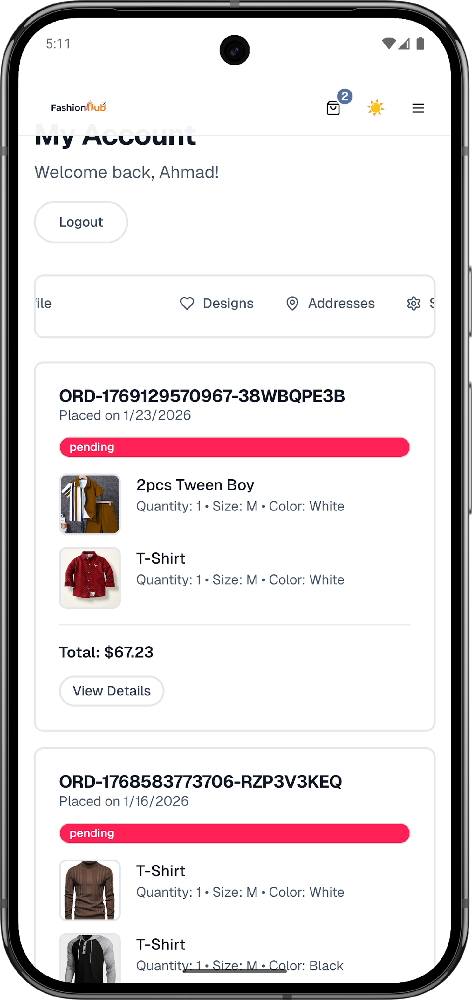 5:11
FashionHub
2
My Account
Welcome back, Ahmad!
Logout
file
Designs
Addresses
S
ORD-1769129570967-38WBQPE3B
Placed on 1/23/2026
pending
2pcs Tween Boy
Quantity: 1 • Size: M • Color: White
T-Shirt
Quantity: 1 • Size: M • Color: White
Total: $67.23
View Details
ORD-1768583773706-RZP3V3KEQ
Placed on 1/16/2026
pending
T-Shirt
Quantity: 1 • Size: M • Color: White
T-Shirt
Quantity: 1 • Size: M • Color: Black